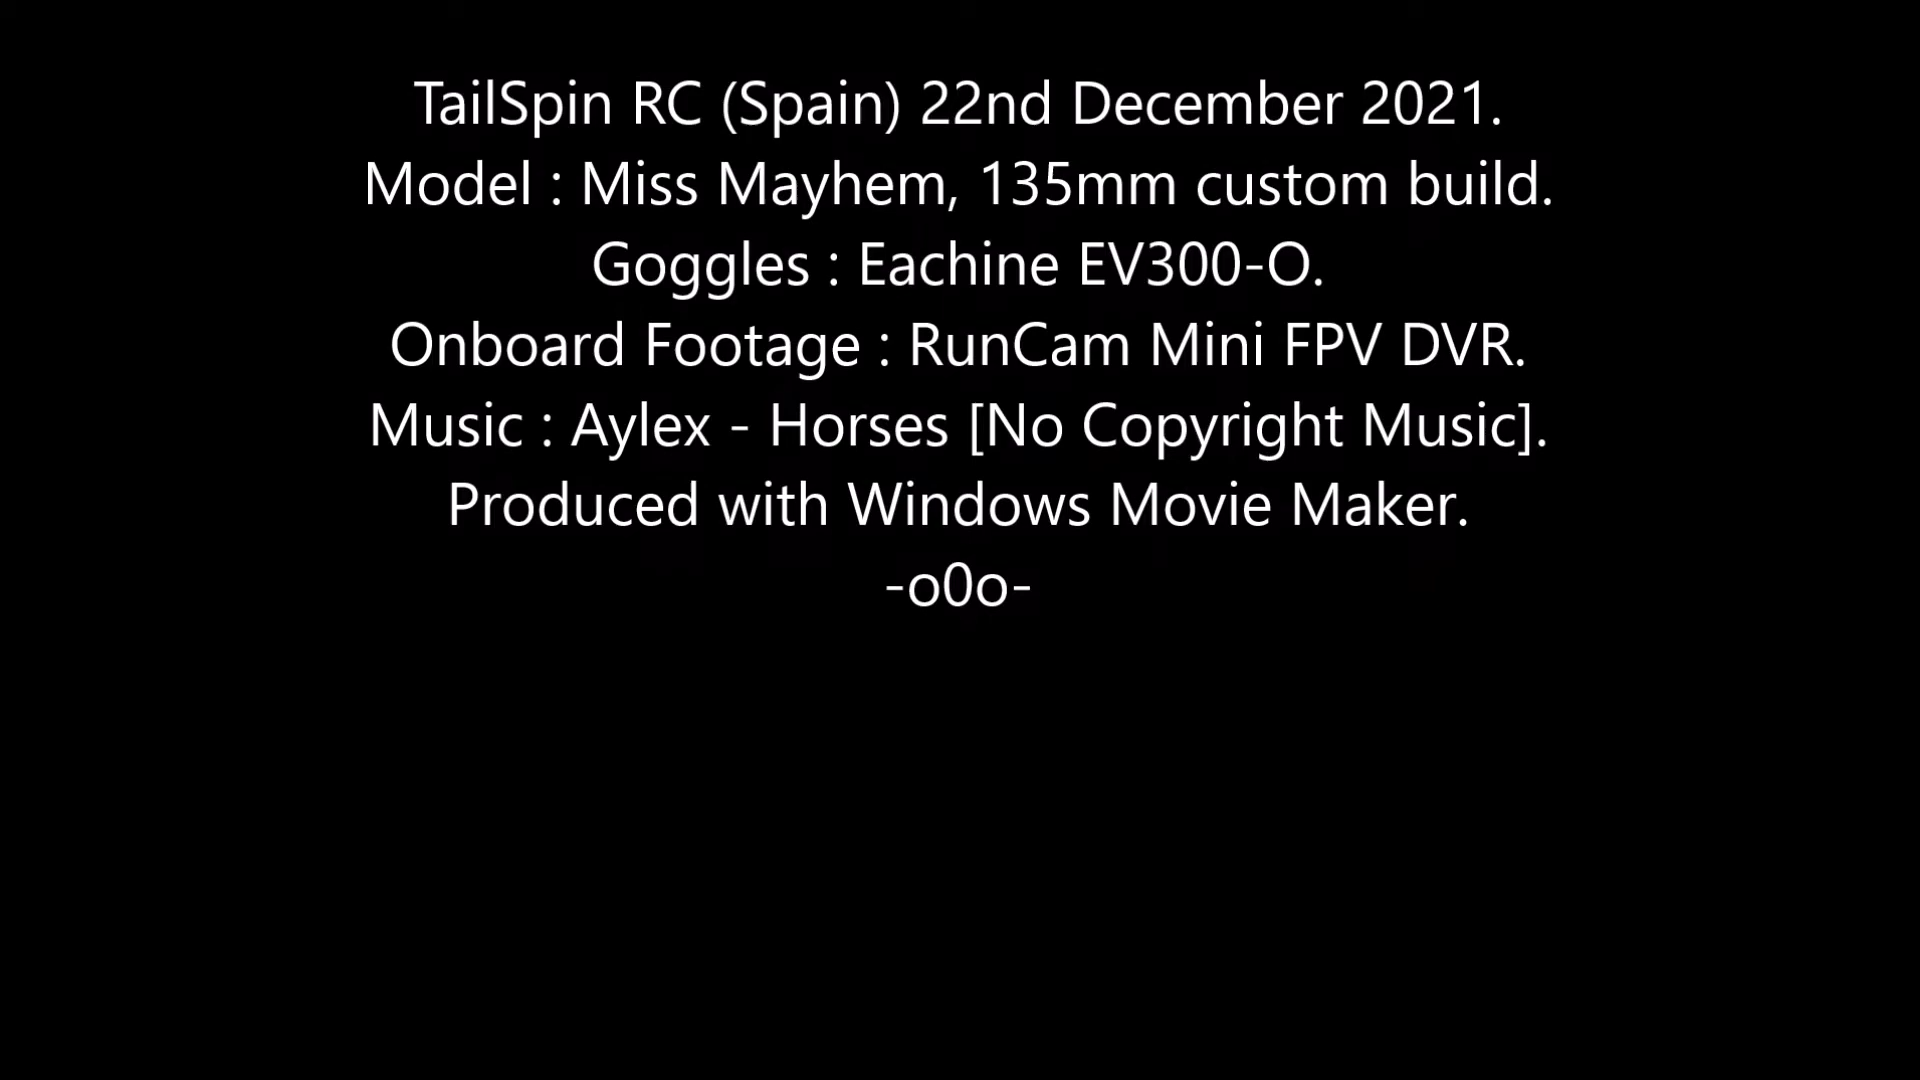 TailSpin RC (Spain) 22nd December 2021.
Model : Miss Mayhem, 135mm custom build.
Goggles : Eachine EV300-O.
Onboard Footage : RunCam Mini FPV DVR.
Music : Aylex - Horses [No Copyright Music].
Produced with Windows Movie Maker.
-o0o-